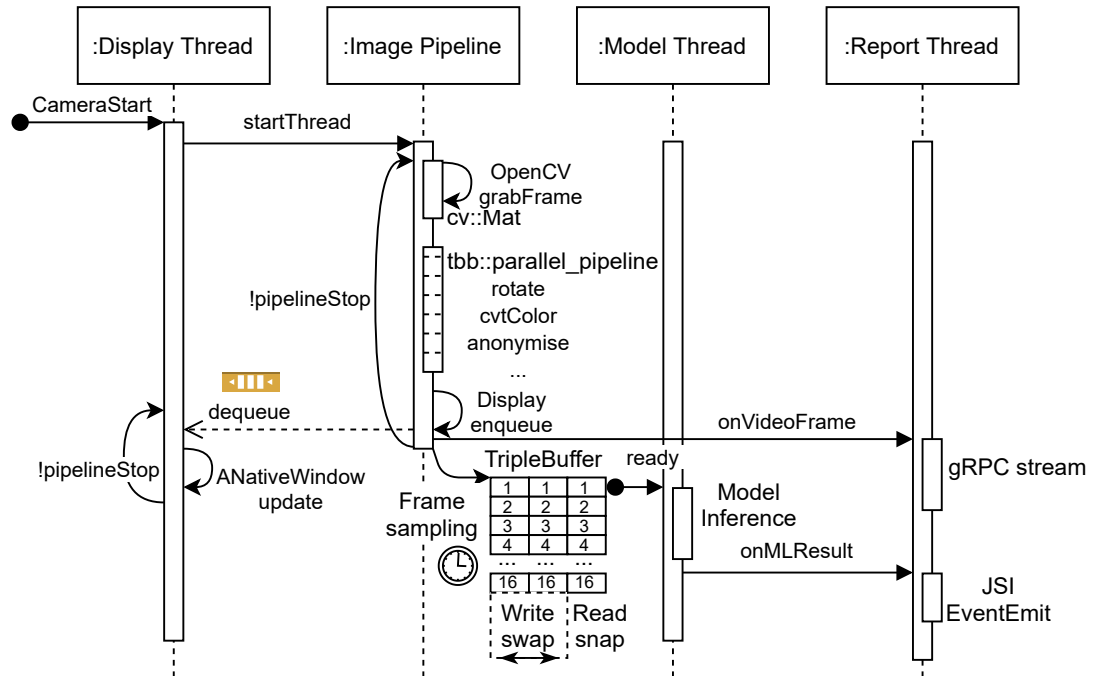 :Display Thread
:Image Pipeline
:Model Thread
:Report Thread
CameraStart
startThread
OpenCV
grabFrame
cv::Mat
tbb::parallel_pipeline
rotate
cvtColor
anonymise
...
!pipelineStop
dequeue
Display
enqueue
onVideoFrame
!pipelineStop
ANativeWindow
update
TripleBuffer
ready
gRPC stream
Frame
sampling
1 1 1
2 2 2
3 3 3
4 4 4
... ... ...
16 16 16
Model
Inference
onMLResult
Write
swap
Read
snap
JSI
EventEmit